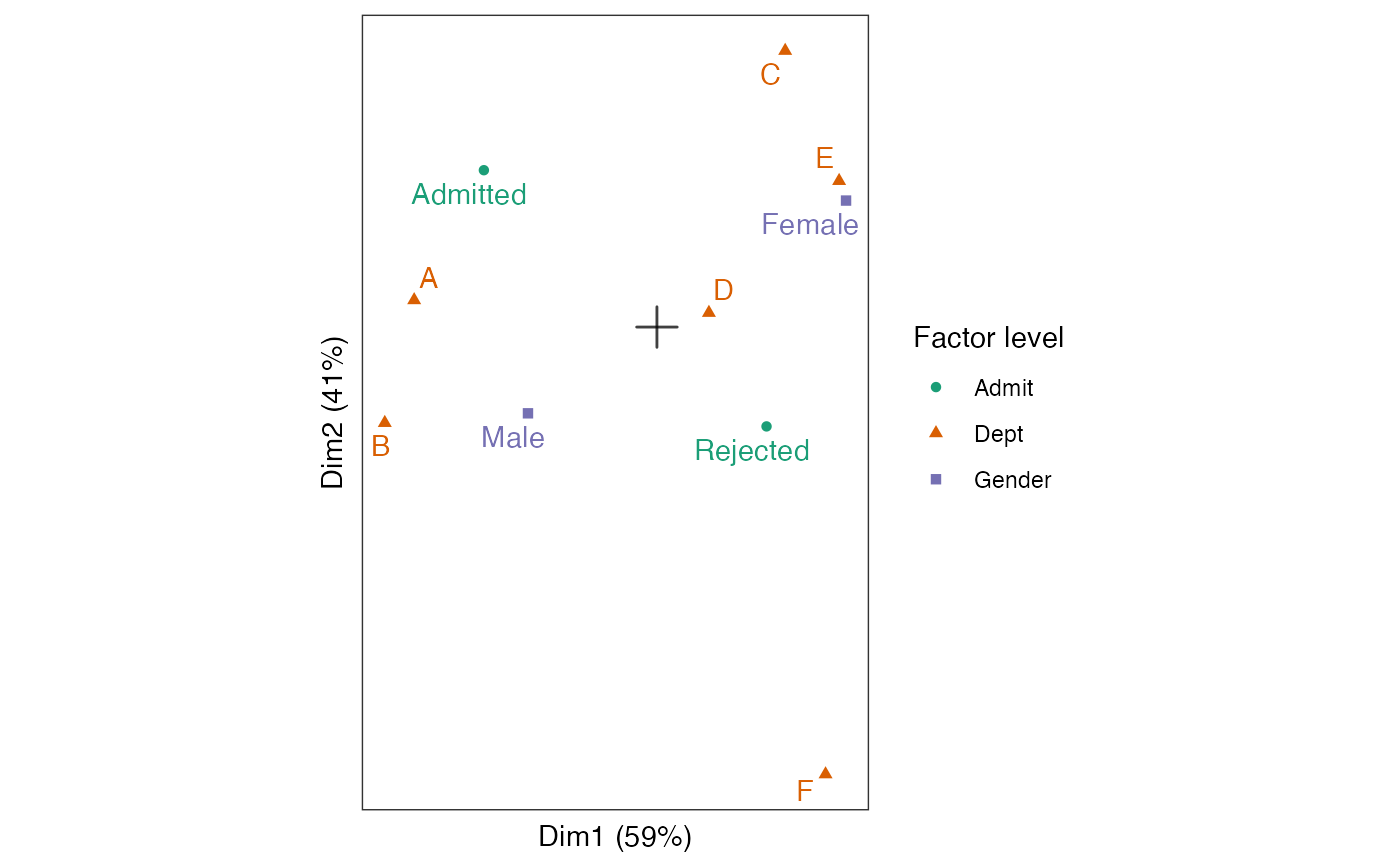 C
E
Admitted
Female
A
D
Factor level
Dim2 (41%)
Admit
Male
B
Rejected
Dept
Gender
F
Dim1 (59%)